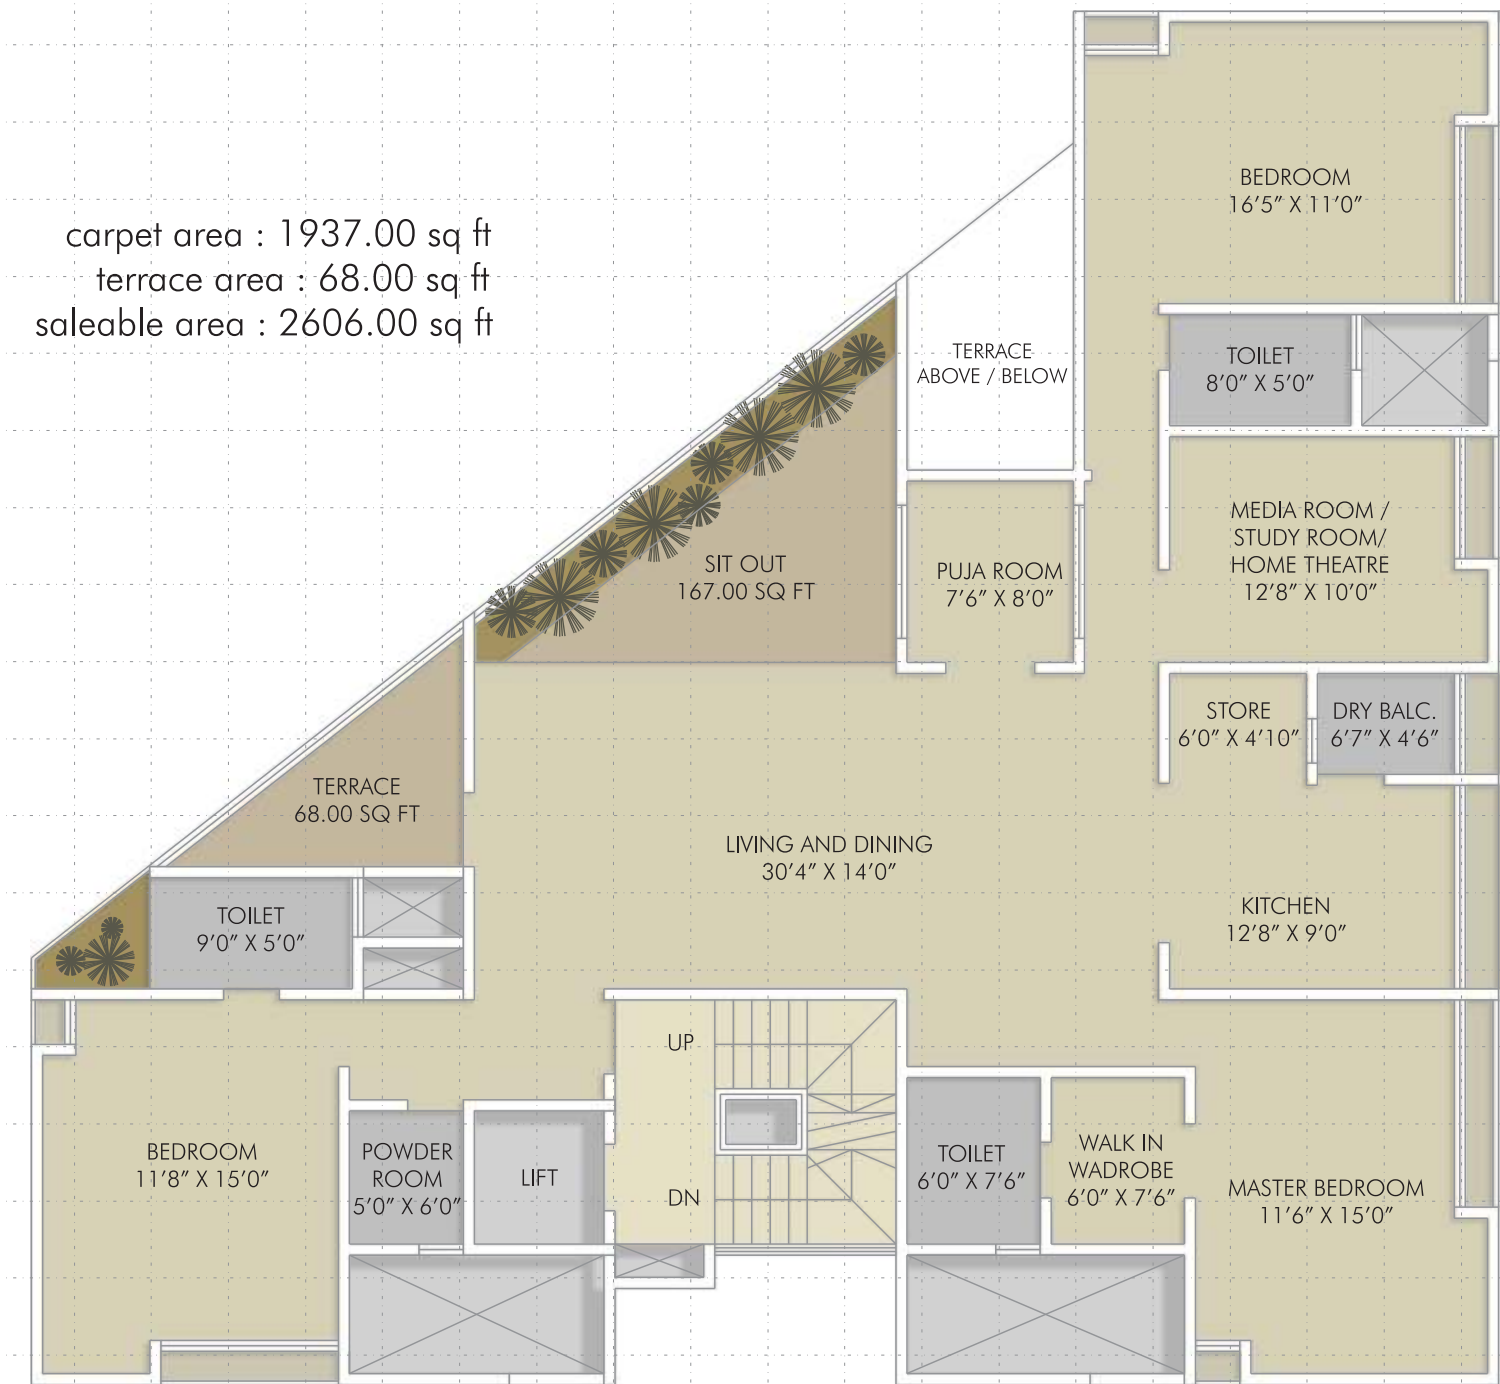 carpet area : 1937.00 sq ft
terrace area : 68.00 sq ft
saleable area : 2606.00 sq ft
BEDROOM
16'5" X 11'0"
TERRACE
ABOVE / BELOW
TOILET
8'0" X 5'0"
MEDIA ROOM /
STUDY ROOM/
HOME THEATRE
12'8" X 10'0"
SIT OUT
167.00 SQ FT
PUJA ROOM
7'6" X 8'0"
STORE
6'0" X 4'10"
DRY BALC.
6'7" X 4'6"
TERRACE
68.00 SQ FT
LIVING AND DINING
30'4" X 14'0"
TOILET
9'0" X 5'0"
KITCHEN
12'8" X 9'0"
UP
DN
BEDROOM
11'8" X 15'0"
POWDER
ROOM
5'0" X 6'0"
LIFT
TOILET
6'0" X 7'6"
WALK IN
WADROBE
6'0" X 7'6"
MASTER BEDROOM
11'6" X 15'0"